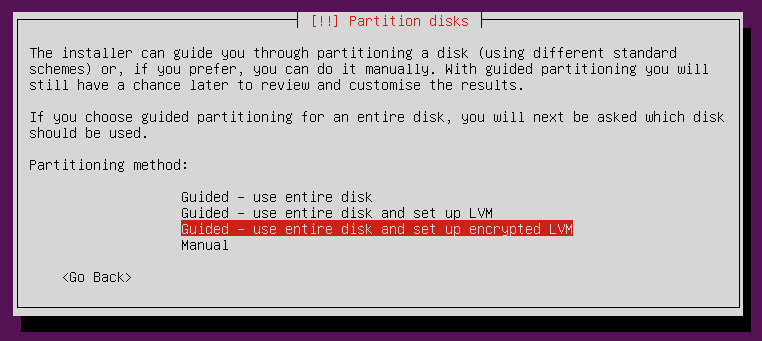 [!!] Partition disks
The installer can guide you through partitioning a disk (using different standard
schemes) or, if you prefer, you can do it manually. With guided partitioning you will
still have a chance later to review and customise the results.
If you choose guided partitioning for an entire disk, you will next be asked which disk
should be used.
Partitioning method:
Guided - use entire disk
Guided - use entire disk and set up LVM
Guided - use entire disk and set up encrypted LVM
Manual
<Go Back>